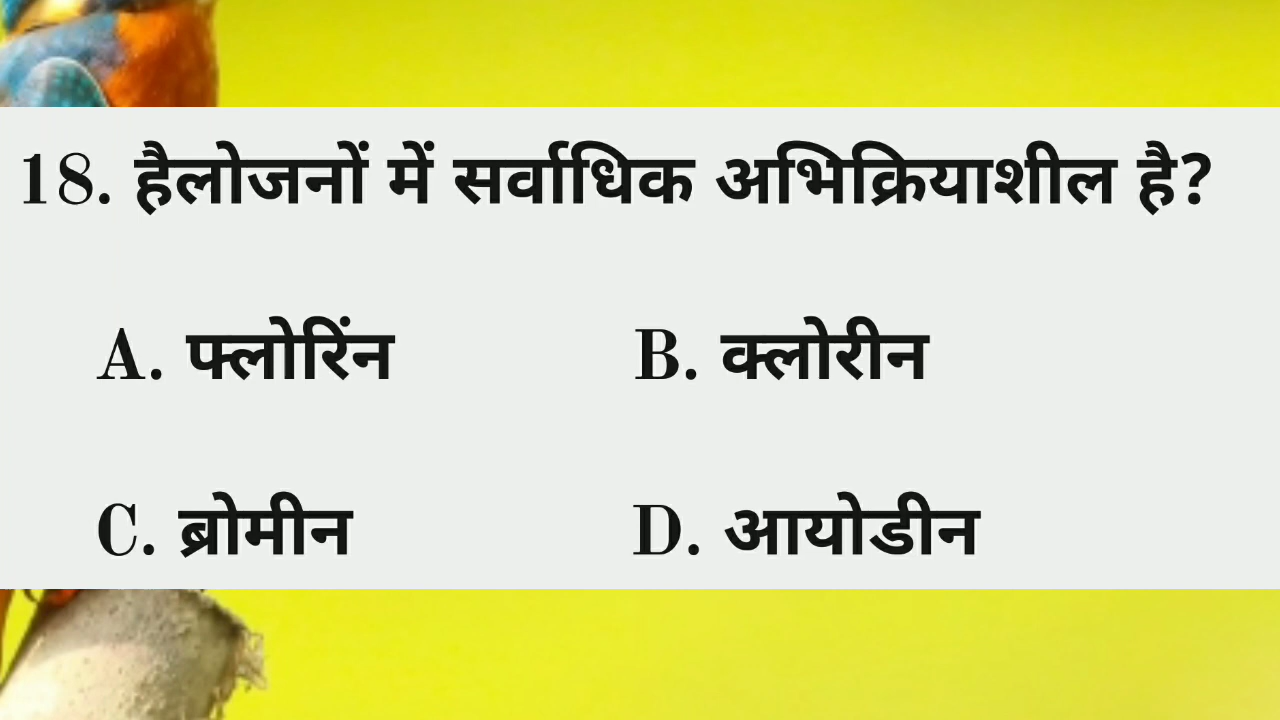 18. हैलोजनों में सर्वाधिक अभिक्रियाशील है?
A. फ्लोरिंन B. क्लोरीन
C. ब्रोमीन D. आयोडीन